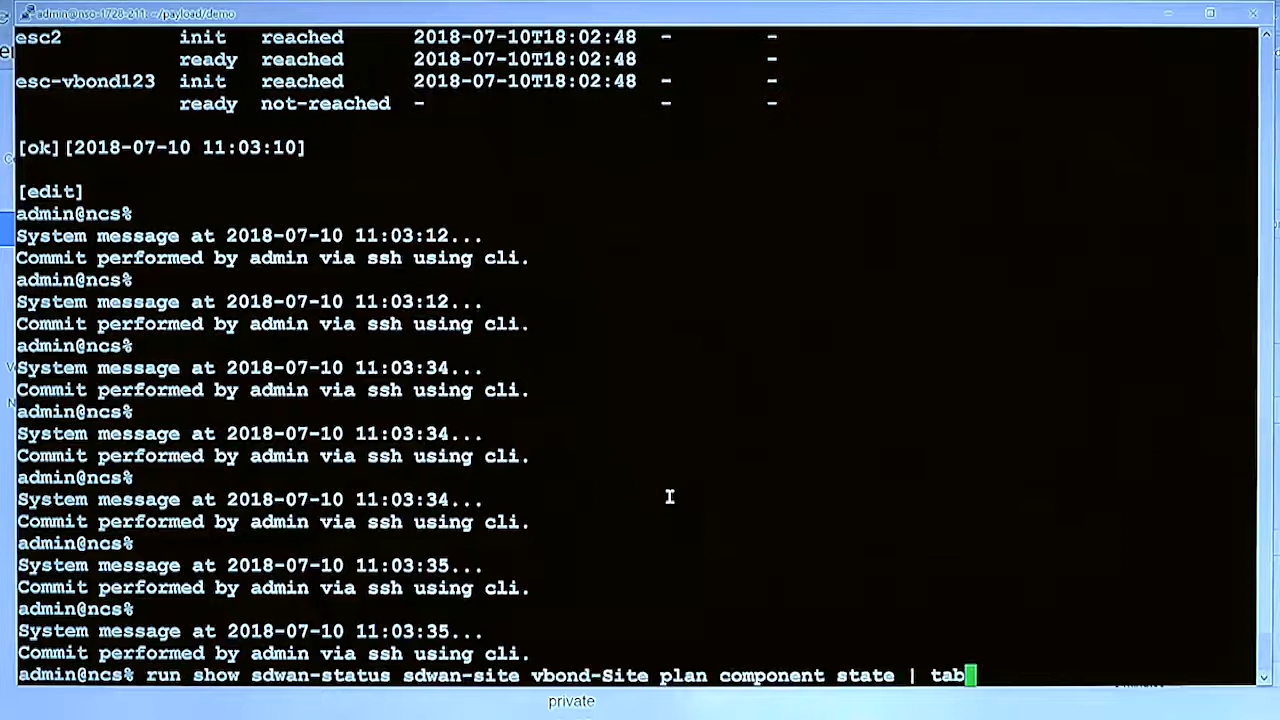 admin@nso-1728-211: ~/payload/demo
esc2 init reached 2018-07-10T18:02:48 - -
ready reached 2018-07-10T18:02:48 - -
esc-vbond123 init reached 2018-07-10T18:02:48 - -
ready not-reached - - -
[ok][2018-07-10 11:03:10]
[edit]
admin@ncs%
System message at 2018-07-10 11:03:12...
Commit performed by admin via ssh using cli.
admin@ncs%
System message at 2018-07-10 11:03:12...
Commit performed by admin via ssh using cli.
admin@ncs%
System message at 2018-07-10 11:03:34...
Commit performed by admin via ssh using cli.
admin@ncs%
System message at 2018-07-10 11:03:34...
Commit performed by admin via ssh using cli.
admin@ncs%
System message at 2018-07-10 11:03:34...
Commit performed by admin via ssh using cli.
admin@ncs%
System message at 2018-07-10 11:03:35...
Commit performed by admin via ssh using cli.
admin@ncs%
System message at 2018-07-10 11:03:35...
Commit performed by admin via ssh using cli.
admin@ncs% run show sdwan-status sdwan-site vbond-Site plan component state | tab
private